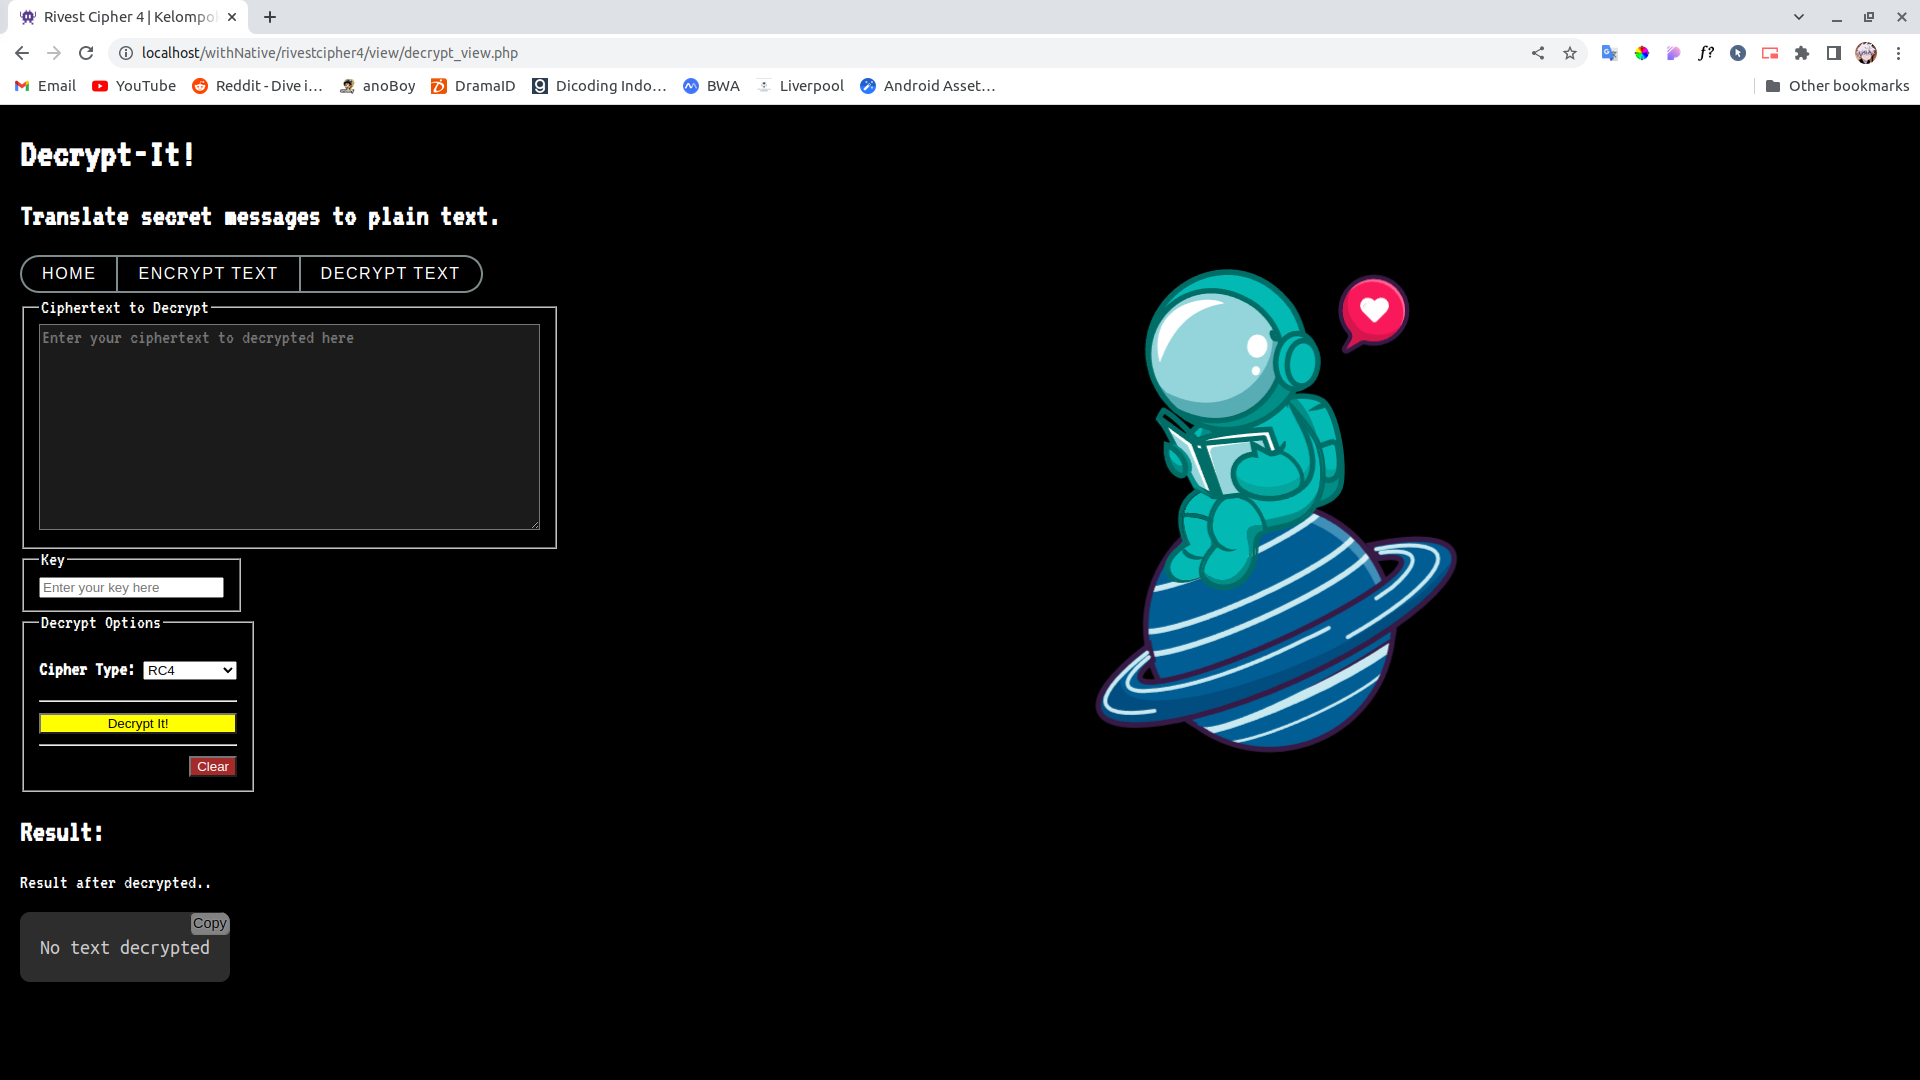 Rivest Cipher 4 | Kelompo
localhost/withNative/rivestcipher4/view/decrypt_view.php
Email YouTube Reddit - Dive i... anoBoy DramaID Dicoding Indo... BWA Liverpool Android Asset... Other bookmarks
Decrypt-It!
Translate secret messages to plain text.
HOME ENCRYPT TEXT DECRYPT TEXT
Ciphertext to Decrypt
Enter your ciphertext to decrypted here
Key
Enter your key here
Decrypt Options
Cipher Type: RC4
Decrypt It!
Clear
Result:
Result after decrypted..
Copy
No text decrypted